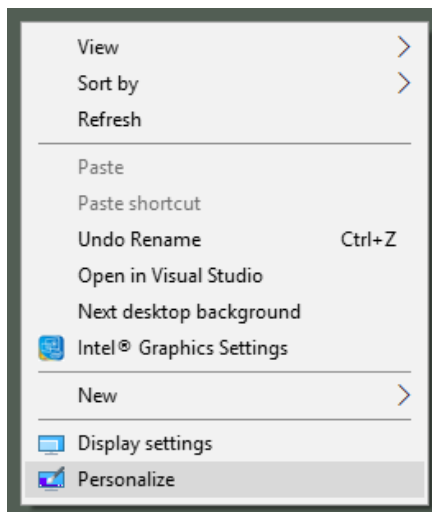 View
Sort by
Refresh
Paste
Paste shortcut
Undo Rename Ctrl+Z
Open in Visual Studio
Next desktop background
Intel® Graphics Settings
New
Display settings
Personalize